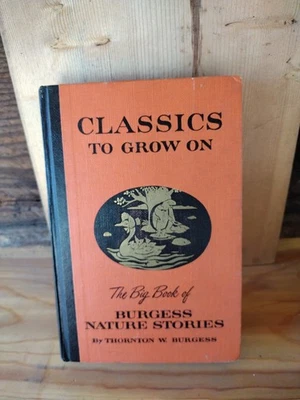 CLASSICS
TO GROW ON
The Big Book of
BURGESS
NATURE STORIES
By THORNTON W. BURGESS